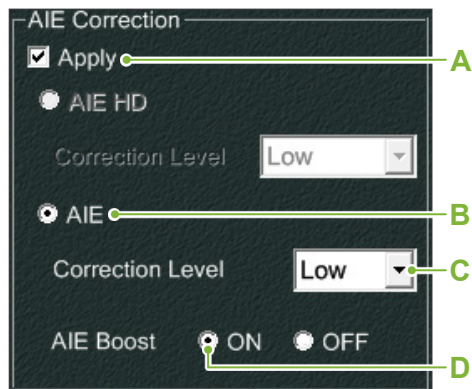 AIE Correction
Apply
A
AIE HD
Correction Level Low
AIE
B
Correction Level Low
C
AIE Boost ON OFF
D